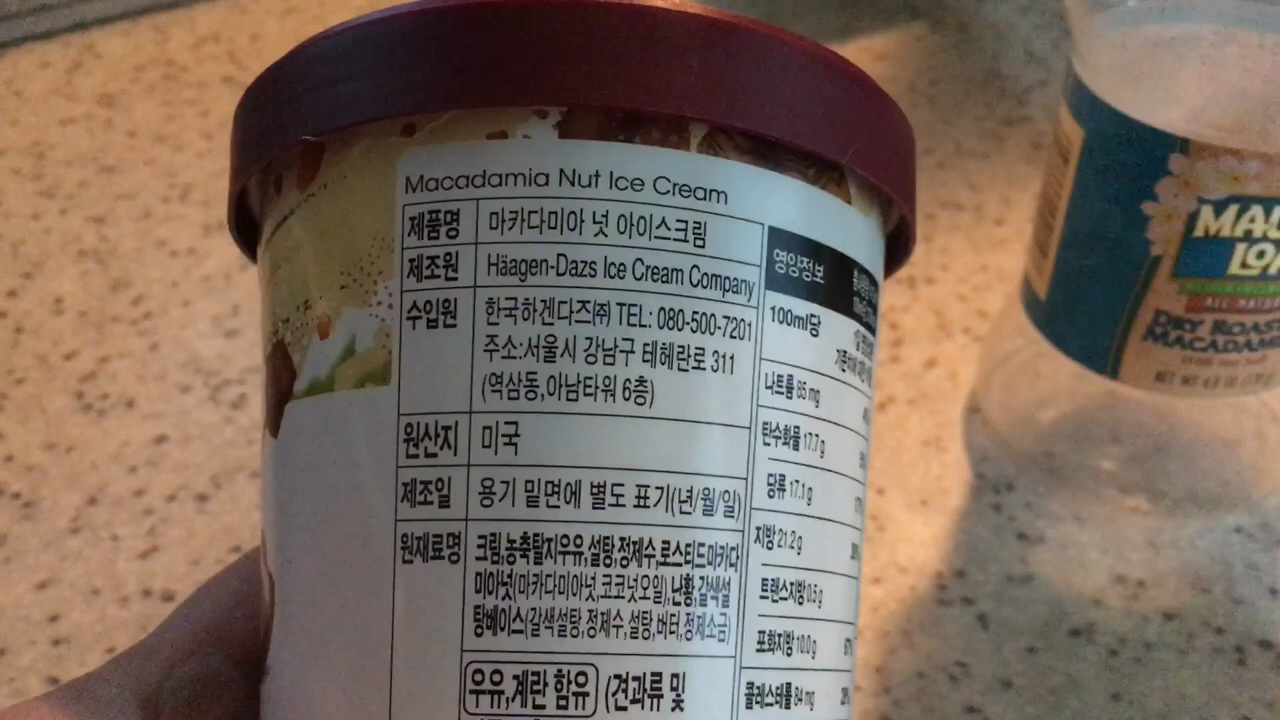 Macadamia Nut Ice Cream
제품명 마카다미아 넛 아이스크림
제조원 Häagen-Dazs Ice Cream Company
수입원 한국하겐다즈㈜ TEL: 080-500-7201
주소:서울시 강남구 테헤란로 311
(역삼동,아남타워 6층)
원산지 미국
제조일 용기 밑면에 별도 표기(년/월/일)
원재료명 크림,농축탈지우유,설탕,정제수,로스티드마카다
미아넛(마카다미아넛,코코넛오일),난황,갈색설
탕베이스(갈색설탕,정제수,설탕,버터,정제소금)
우유,계란 함유 (견과류 및
영양정보
100ml당
나트륨 65 mg
탄수화물 17.7g
당류 17.1g
지방 21.2g
트랜스지방 0.5g
포화지방 10.0g
콜레스테롤 84 mg
DRY ROAST
MACADAM